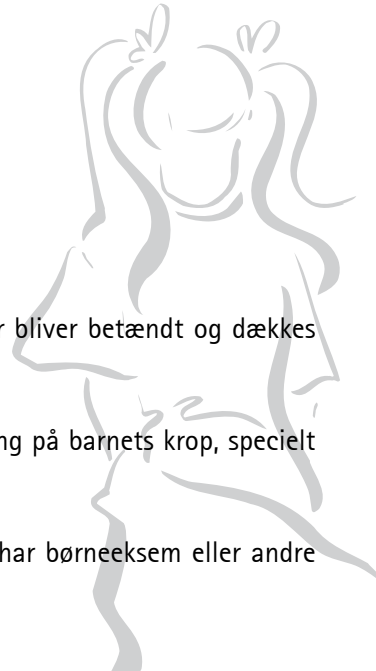 r bliver betændt og dækkes
ng på barnets krop, specielt
har børneeksem eller andre